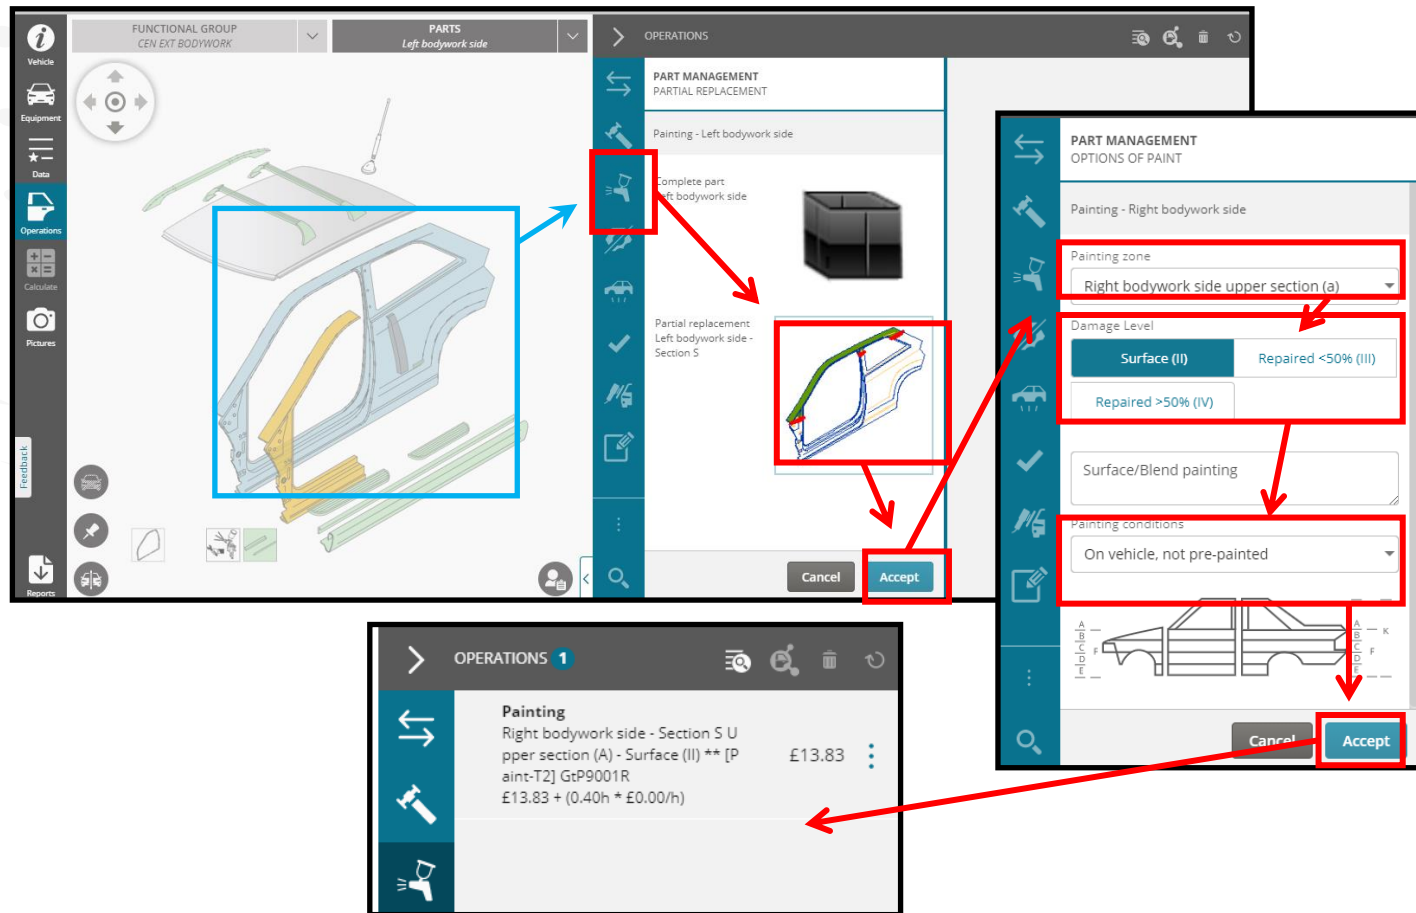 Vehicle
Equipment
Data
Operations
Calculate
Pictures
Feedback
Reports
FUNCTIONAL GROUP
CEN EXT BODYWORK
PARTS
Left bodywork side
OPERATIONS
PART MANAGEMENT
PARTIAL REPLACEMENT
Painting - Left bodywork side
Complete part
Left bodywork side
Partial replacement
Left bodywork side -
Section S
Cancel
Accept
PART MANAGEMENT
OPTIONS OF PAINT
Painting - Right bodywork side
Painting zone
Right bodywork side upper section (a)
Damage Level
Surface (II)
Repaired <50% (III)
Repaired >50% (IV)
Surface/Blend painting
Painting conditions
On vehicle, not pre-painted
A
B
C
D
E
F
A
B
C
D
E
F
K
Cancel
Accept
OPERATIONS 1
Painting
Right bodywork side - Section S U
pper section (A) - Surface (II) ** [P
aint-T2] GtP9001R
£13.83 + (0.40h * £0.00/h)
£13.83